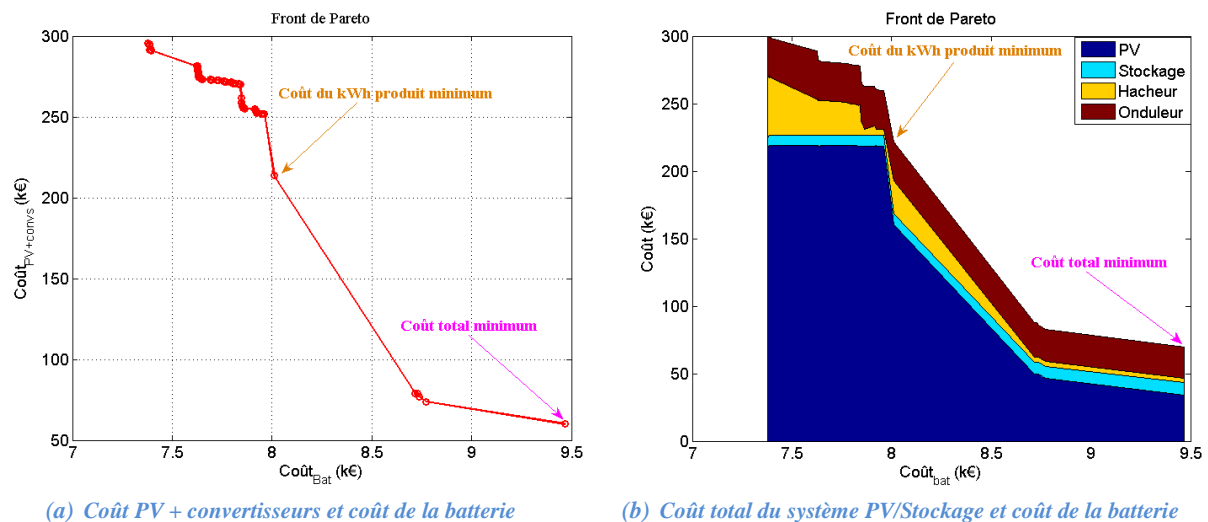 Front de Pareto
300
250
200
150
100
50
Coût_PV+convs (k€)
Coût du kWh produit minimum
Coût total minimum
7
7.5
8
8.5
9
9.5
Coût_Bat (k€)
(a) Coût PV + convertisseurs et coût de la batterie
Front de Pareto
300
250
200
150
100
50
0
Coût (k€)
Coût du kWh produit minimum
PV
Stockage
Hacheur
Onduleur
Coût total minimum
7
7.5
8
8.5
9
9.5
Coût_bat (k€)
(b) Coût total du système PV/Stockage et coût de la batterie